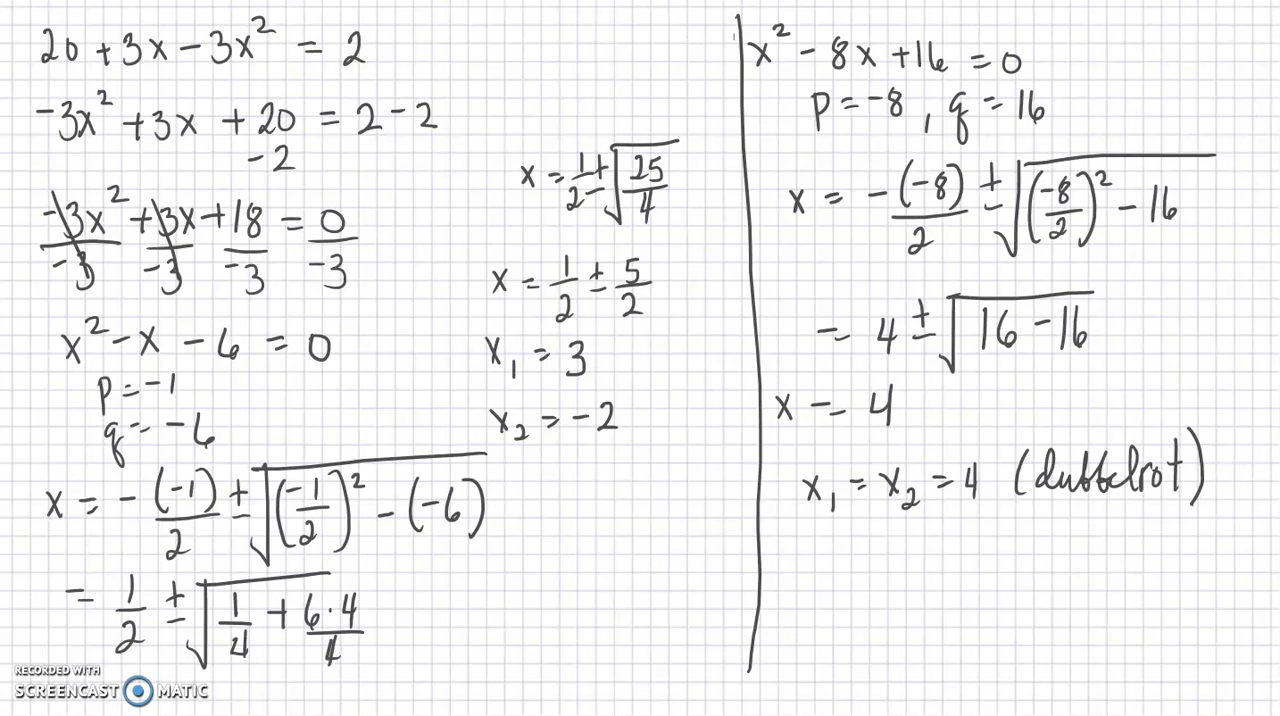 20 + 3x - 3x² = 2
-3x² + 3x + 20 = 2 - 2
-2
-3x² + 3x + 18 = 0
-3 -3 -3 -3
x² - x - 6 = 0
p = -1
q = -6
x = - (-1)/2 ± √((-1/2)² - (-6))
= 1/2 ± √(1/4 + 6·4/4)
x = 1/2 ± √(25/4)
x = 1/2 ± 5/2
x₁ = 3
x₂ = -2
x² - 8x + 16 = 0
p = -8, q = 16
x = - (-8)/2 ± √((-8/2)² - 16)
= 4 ± √(16 - 16)
x = 4
x₁ = x₂ = 4 (dubbelrot)
RECORDED WITH
SCREENCAST MATIC